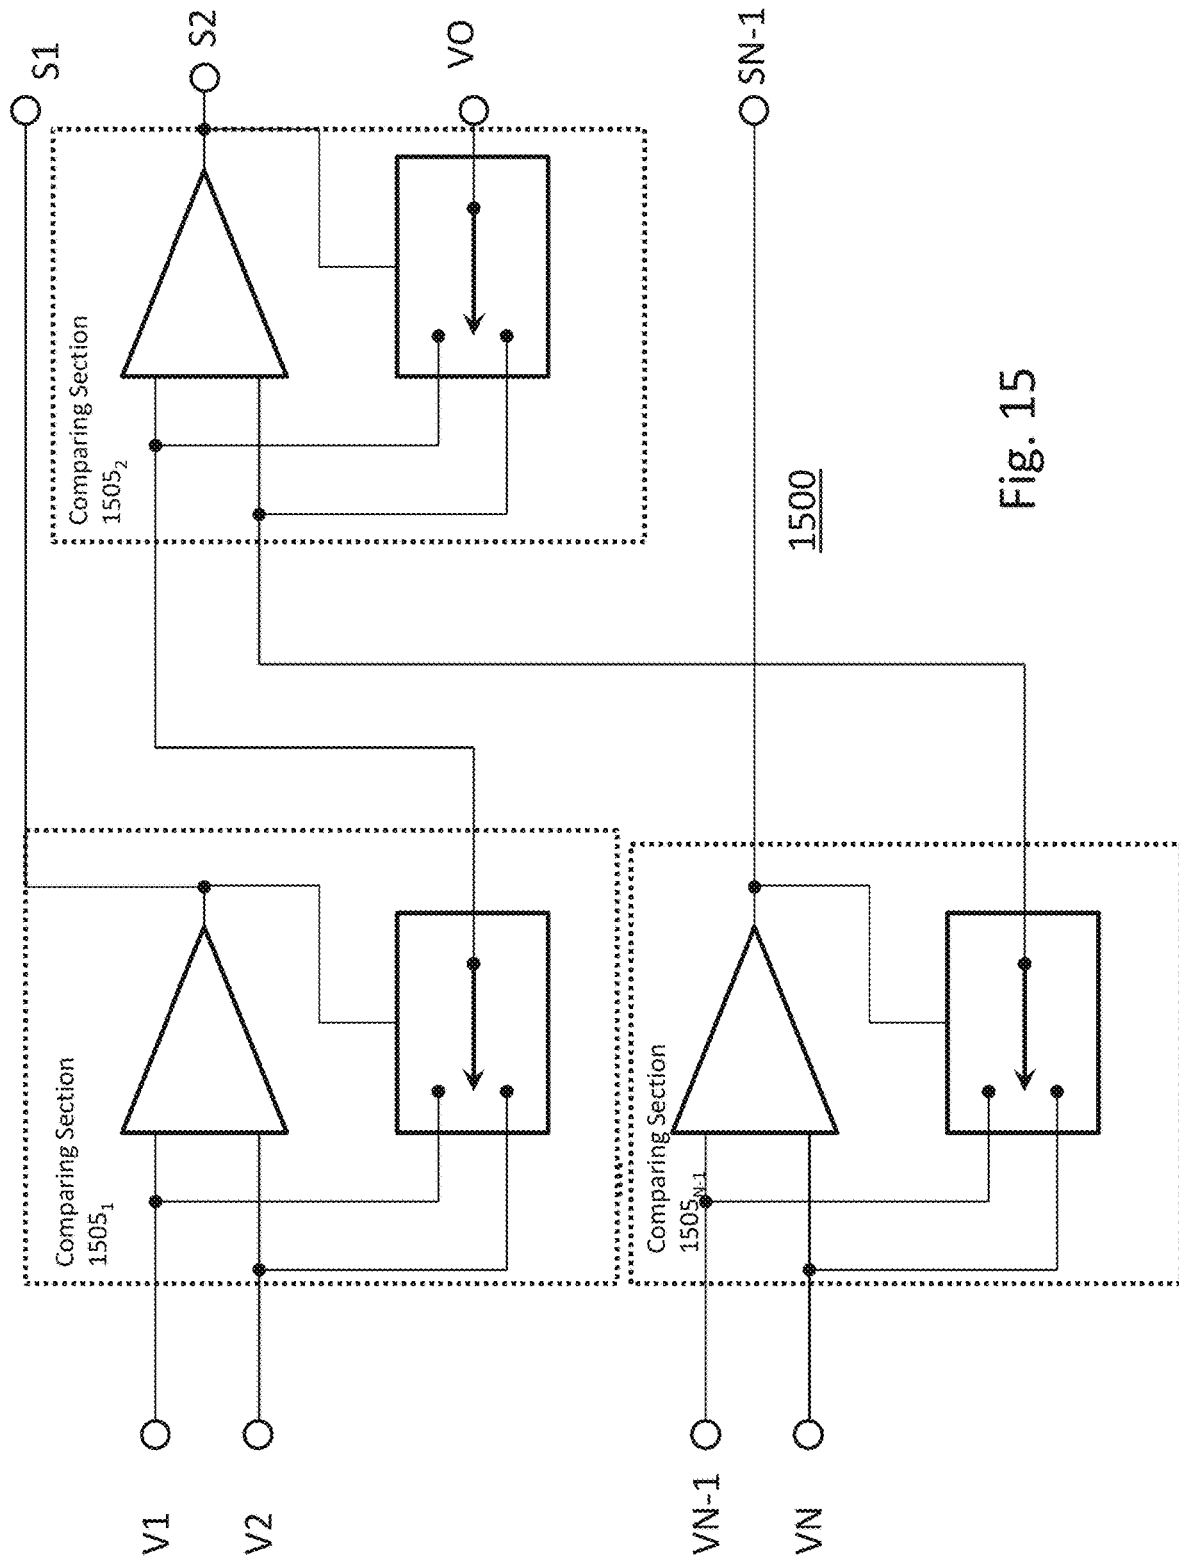 V1
V2
VN-1
VN
Comparing Section
1505₁
Comparing Section
1505_N-1
Comparing Section
1505₂
S1
S2
VO
SN-1
1500
Fig. 15